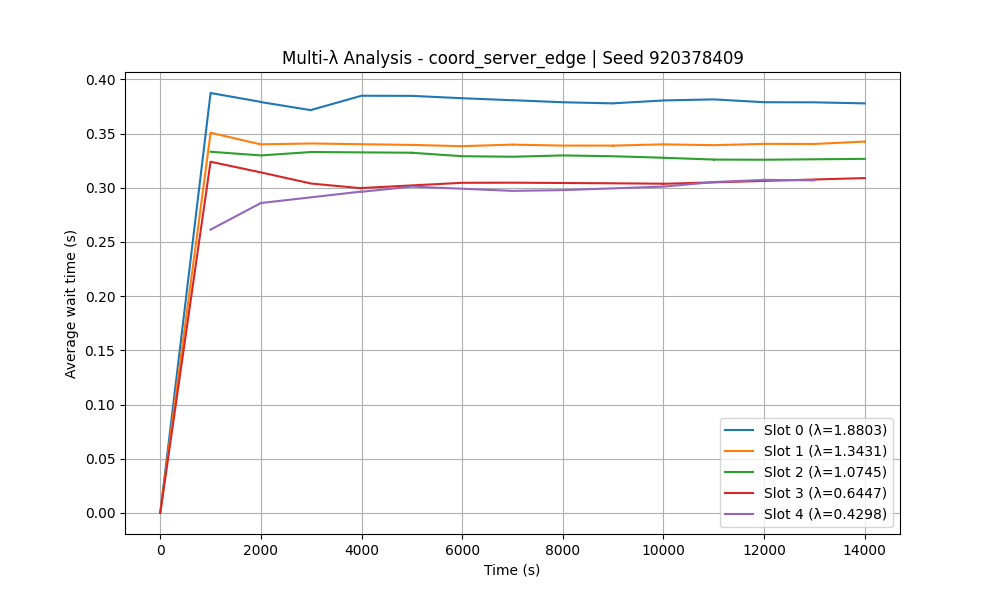 Multi-λ Analysis - coord_server_edge | Seed 920378409
Average wait time (s)
0.40
0.35
0.30
0.25
0.20
0.15
0.10
0.05
0.00
Slot 0 (λ=1.8803)
Slot 1 (λ=1.3431)
Slot 2 (λ=1.0745)
Slot 3 (λ=0.6447)
Slot 4 (λ=0.4298)
0 2000 4000 6000 8000 10000 12000 14000
Time (s)